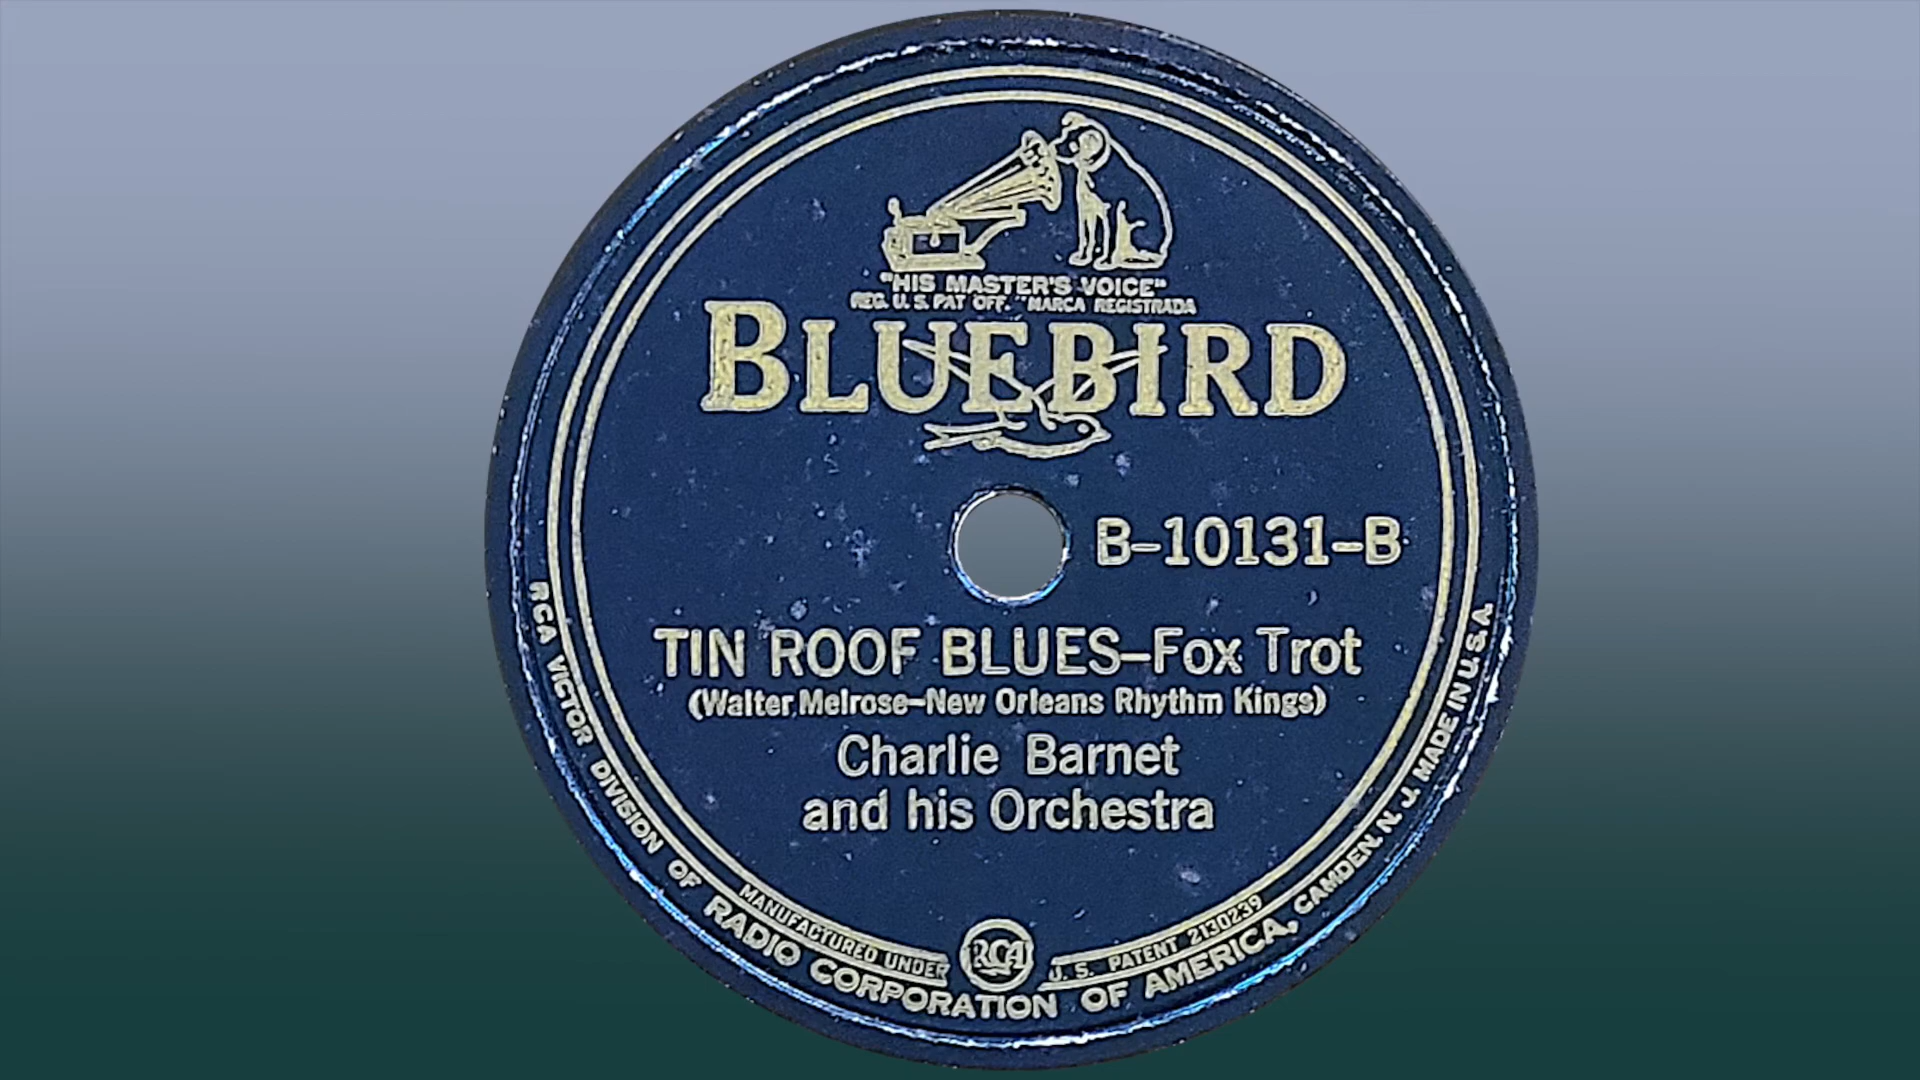 "HIS MASTER'S VOICE"
REG. U. S. PAT. OFF. "MARCA REGISTRADA
BLUEBIRD
B–10131–B
TIN ROOF BLUES–Fox Trot
(Walter Melrose–New Orleans Rhythm Kings)
Charlie Barnet
and his Orchestra
MANUFACTURED UNDER RCA U. S. PATENT 2130239
RCA VICTOR DIVISION OF RADIO CORPORATION OF AMERICA, CAMDEN, N. J. MADE IN U.S.A.